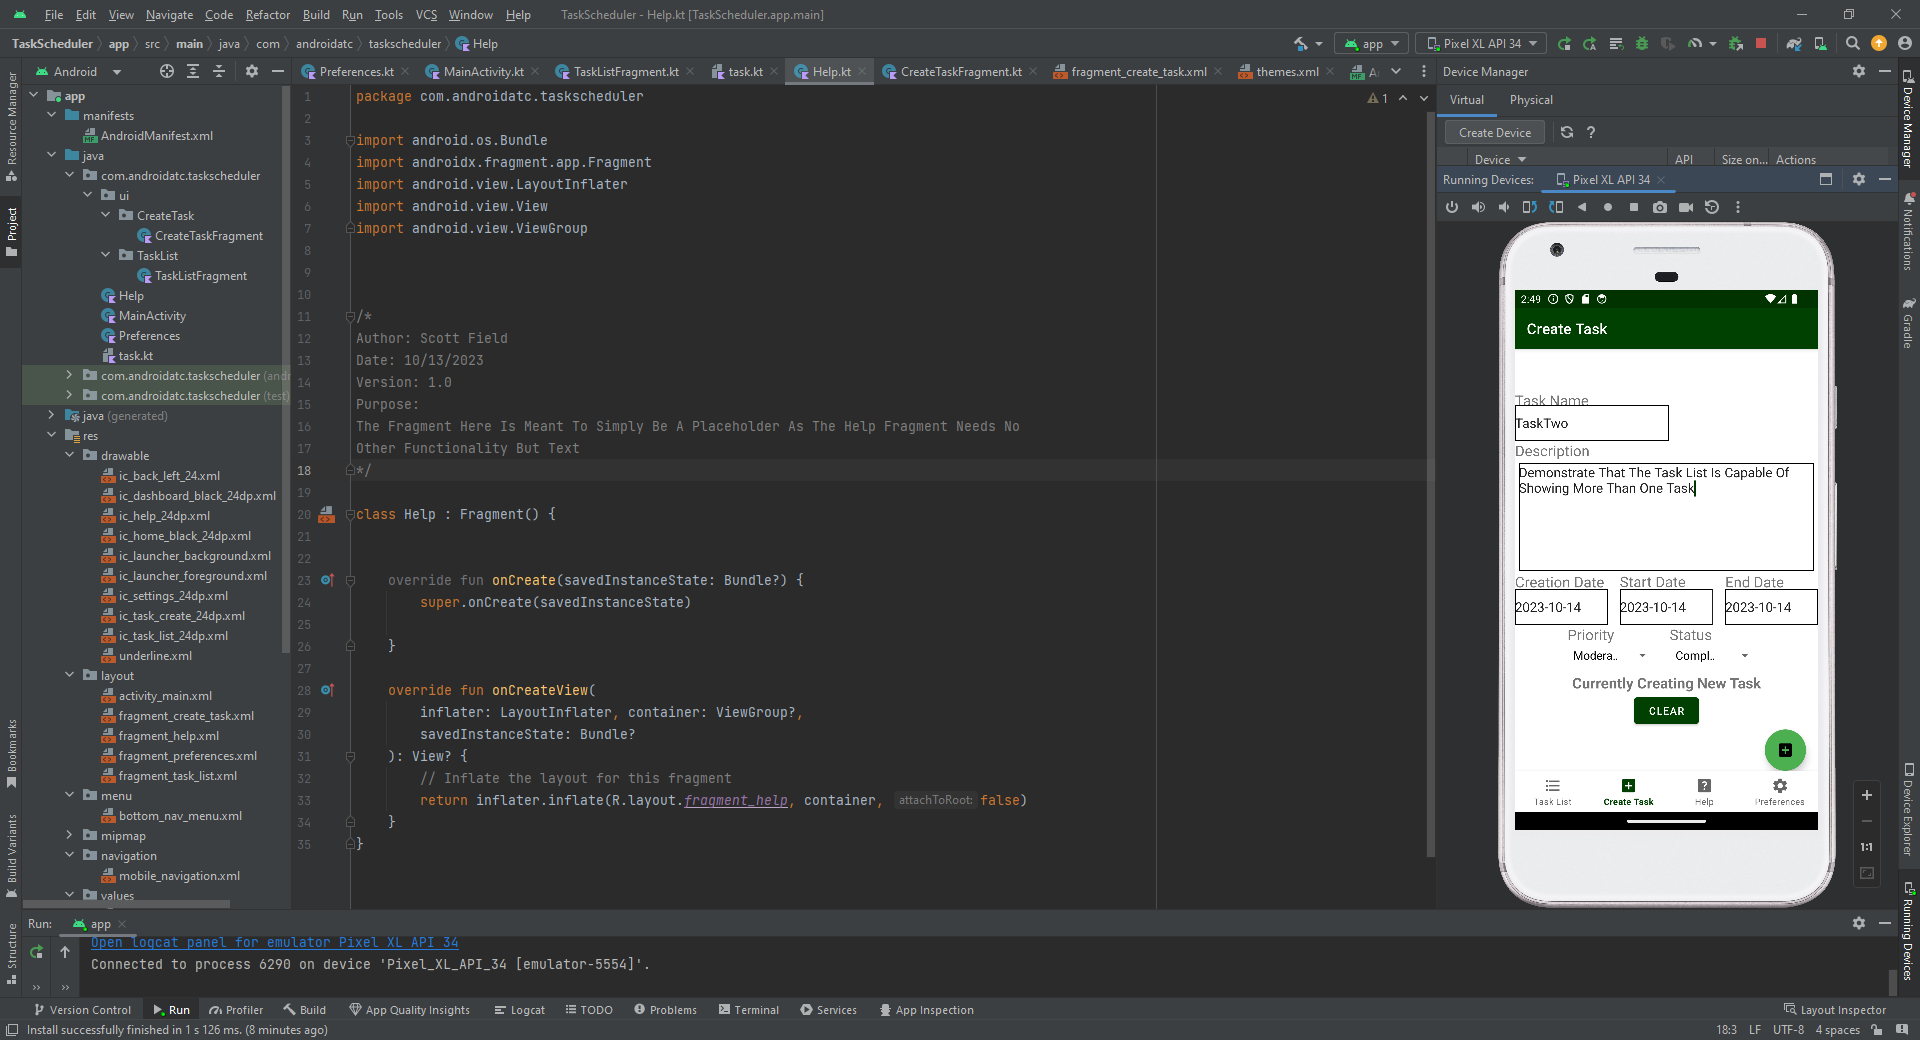 File Edit View Navigate Code Refactor Build Run Tools VCS Window Help TaskScheduler - Help.kt [TaskScheduler.app.main]
TaskScheduler app src main java com androidatc taskscheduler Help
app Pixel XL API 34
Android
Preferences.kt MainActivity.kt TaskListFragment.kt task.kt Help.kt CreateTaskFragment.kt fragment_create_task.xml themes.xml
Resource Manager
Project
Bookmarks
Build Variants
Structure
app
manifests
AndroidManifest.xml
java
com.androidatc.taskscheduler
ui
CreateTask
CreateTaskFragment
TaskList
TaskListFragment
Help
MainActivity
Preferences
task.kt
com.androidatc.taskscheduler (andr
com.androidatc.taskscheduler (test)
java (generated)
res
drawable
ic_back_left_24.xml
ic_dashboard_black_24dp.xml
ic_help_24dp.xml
ic_home_black_24dp.xml
ic_launcher_background.xml
ic_launcher_foreground.xml
ic_settings_24dp.xml
ic_task_create_24dp.xml
ic_task_list_24dp.xml
underline.xml
layout
activity_main.xml
fragment_create_task.xml
fragment_help.xml
fragment_preferences.xml
fragment_task_list.xml
menu
bottom_nav_menu.xml
mipmap
navigation
mobile_navigation.xml
values
1 package com.androidatc.taskscheduler
2
3 import android.os.Bundle
4 import androidx.fragment.app.Fragment
5 import android.view.LayoutInflater
6 import android.view.View
7 import android.view.ViewGroup
8
9
10
11 /*
12 Author: Scott Field
13 Date: 10/13/2023
14 Version: 1.0
15 Purpose:
16 The Fragment Here Is Meant To Simply Be A Placeholder As The Help Fragment Needs No
17 Other Functionality But Text
18 */
19
20 class Help : Fragment() {
21
22
23 override fun onCreate(savedInstanceState: Bundle?) {
24 super.onCreate(savedInstanceState)
25
26 }
27
28 override fun onCreateView(
29 inflater: LayoutInflater, container: ViewGroup?,
30 savedInstanceState: Bundle?
31 ): View? {
32 // Inflate the layout for this fragment
33 return inflater.inflate(R.layout.fragment_help, container, attachToRoot: false)
34 }
35 }
1
Device Manager
Virtual Physical
Create Device ?
Device API Size on... Actions
Running Devices: Pixel XL API 34
2:49
Create Task
Task Name
TaskTwo
Description
Demonstrate That The Task List Is Capable Of
Showing More Than One Task
Creation Date Start Date End Date
2023-10-14 2023-10-14 2023-10-14
Priority Status
Modera.. Compl..
Currently Creating New Task
CLEAR
Task List Create Task Help Preferences
1:1
Device Manager
Notifications
Gradle
Device Explorer
Running Devices
Run: app
Open logcat panel for emulator Pixel XL API 34
Connected to process 6290 on device 'Pixel_XL_API_34 [emulator-5554]'.
Version Control Run Profiler Build App Quality Insights Logcat TODO Problems Terminal Services App Inspection Layout Inspector
Install successfully finished in 1 s 126 ms. (8 minutes ago) 18:3 LF UTF-8 4 spaces